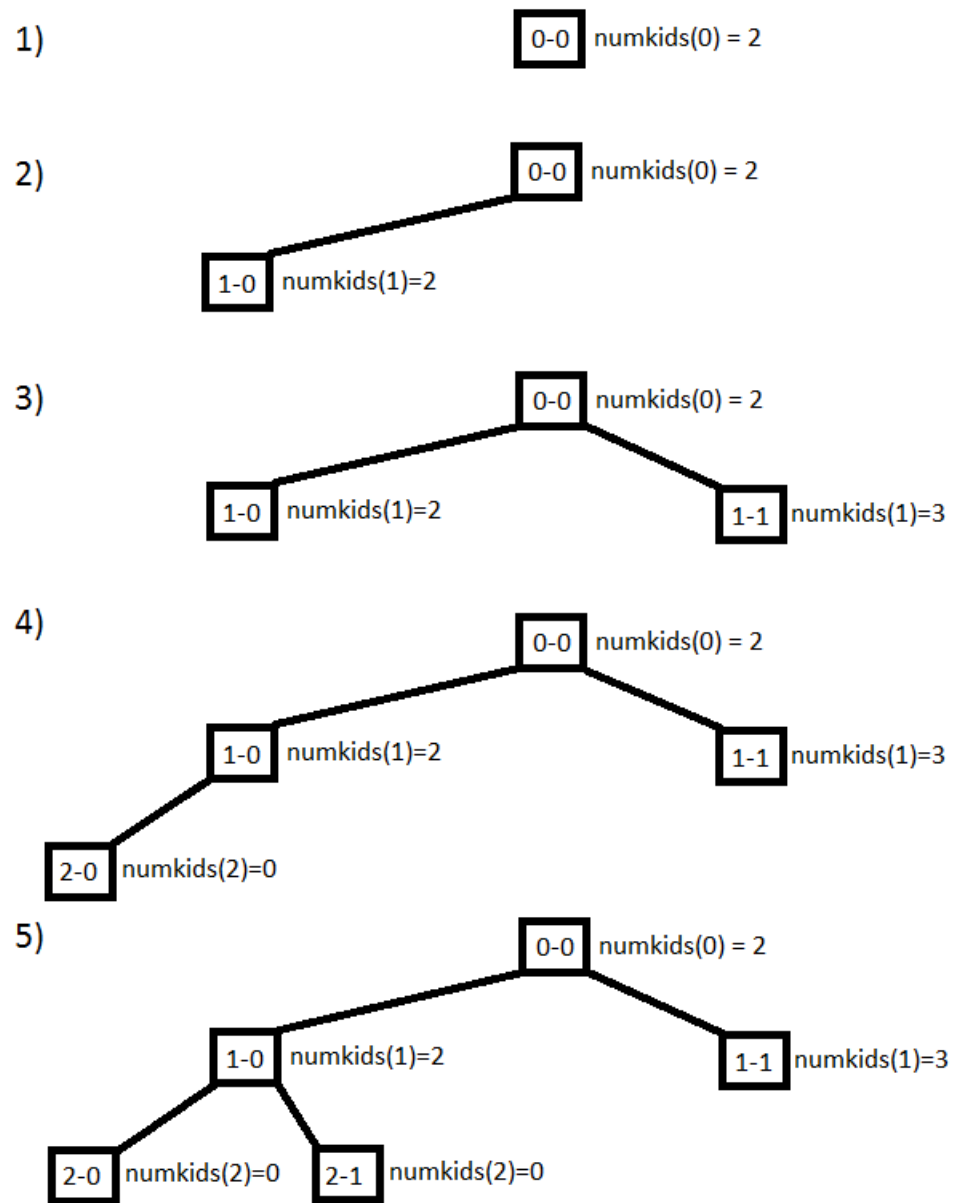 1)
0-0 numkids(0) = 2
2)
0-0 numkids(0) = 2
1-0 numkids(1)=2
3)
0-0 numkids(0) = 2
1-0 numkids(1)=2 1-1 numkids(1)=3
4)
0-0 numkids(0) = 2
1-0 numkids(1)=2 1-1 numkids(1)=3
2-0 numkids(2)=0
5)
0-0 numkids(0) = 2
1-0 numkids(1)=2 1-1 numkids(1)=3
2-0 numkids(2)=0 2-1 numkids(2)=0